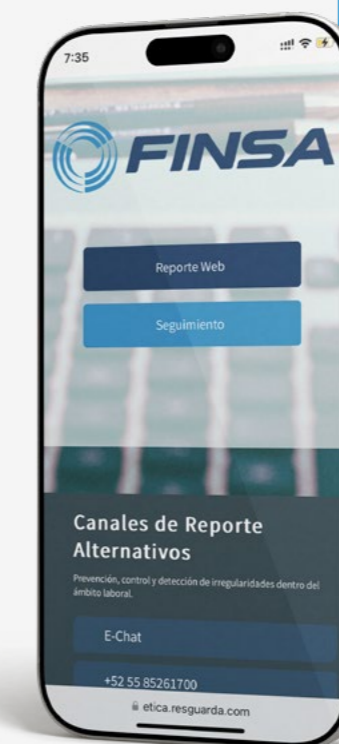 7:35
FINSA
Reporte Web
Seguimiento
Canales de Reporte
Alternativos
Prevención, control y detección de irregularidades dentro del
ámbito laboral.
E-Chat
+52 55 85261700
etica.resguarda.com